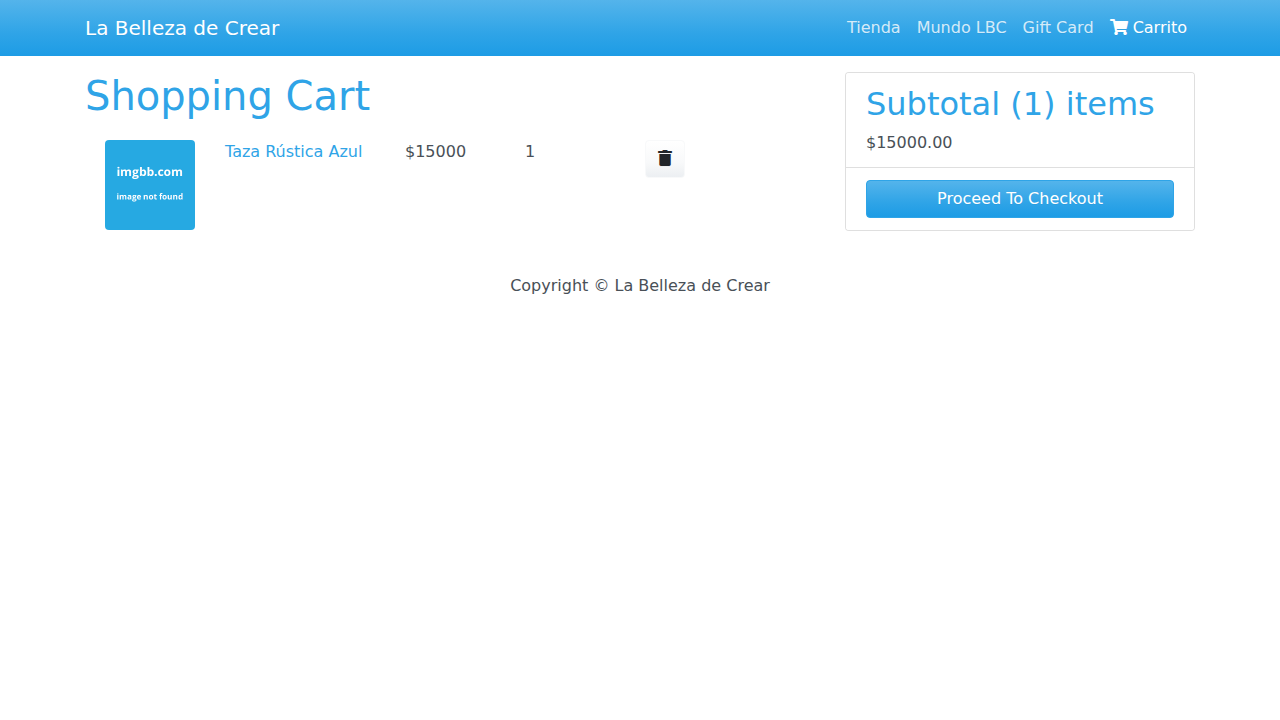 La Belleza de Crear
Tienda Mundo LBC Gift Card Carrito
Shopping Cart
imgbb.com
image not found
Taza Rústica Azul $15000 1
Subtotal (1) items
$15000.00
Proceed To Checkout
Copyright © La Belleza de Crear